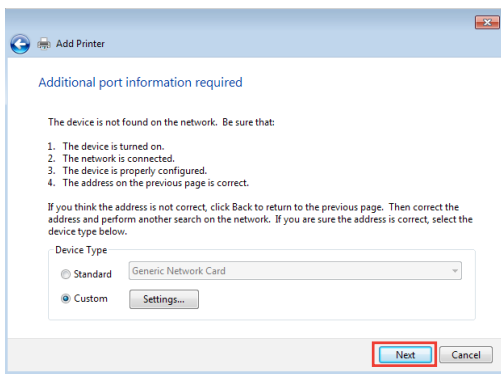 Add Printer
Additional port information required
The device is not found on the network. Be sure that:
1. The device is turned on.
2. The network is connected.
3. The device is properly configured.
4. The address on the previous page is correct.
If you think the address is not correct, click Back to return to the previous page. Then correct the
address and perform another search on the network. If you are sure the address is correct, select the
device type below.
Device Type
Standard Generic Network Card
Custom Settings...
Next Cancel